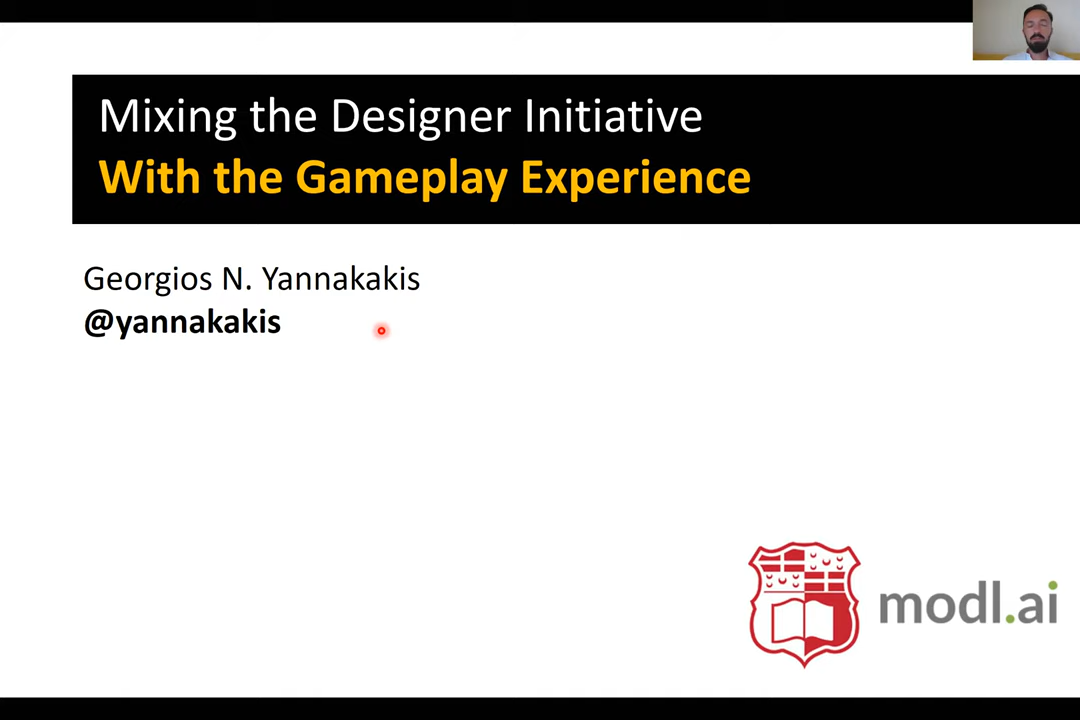 Mixing the Designer Initiative
With the Gameplay Experience
Georgios N. Yannakakis
@yannakakis
modl.ai